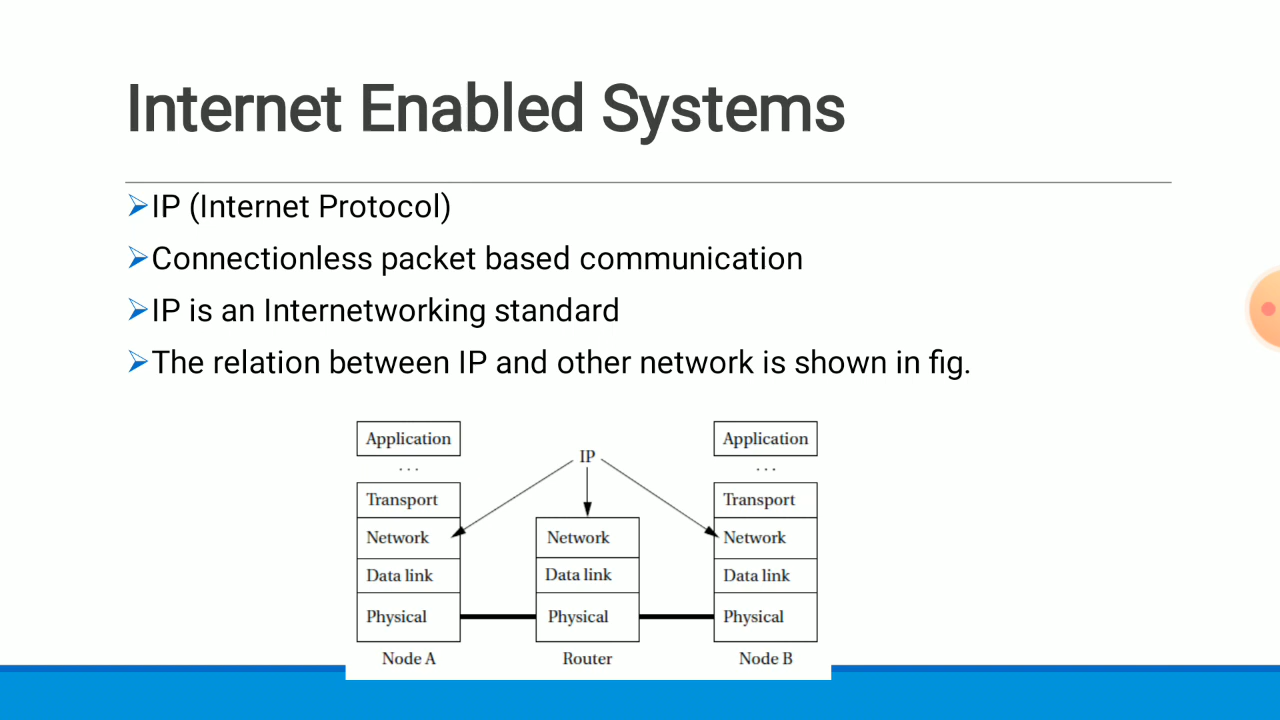 Internet Enabled Systems
➢IP (Internet Protocol)
➢Connectionless packet based communication
➢IP is an Internetworking standard
➢The relation between IP and other network is shown in fig.
Application
. . .
Transport
Network
Data link
Physical
Node A
IP
Network
Data link
Physical
Router
Application
. . .
Transport
Network
Data link
Physical
Node B